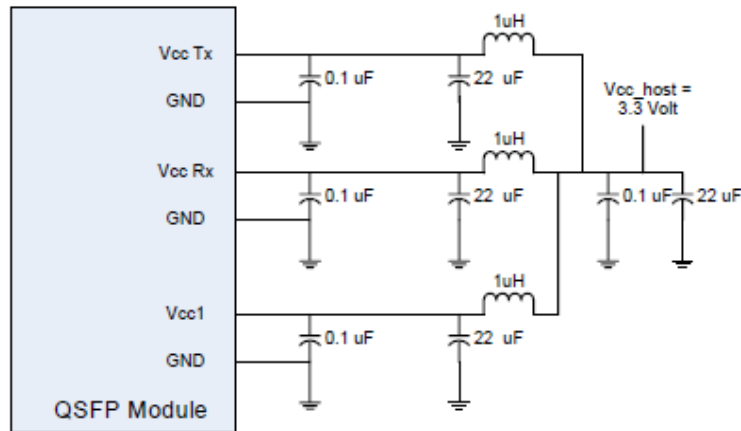 1uH
Vcc Tx
0.1 uF
22 uF
GND
Vcc_host =
3.3 Volt
1uH
Vcc Rx
0.1 uF
22 uF
0.1 uF
22 uF
GND
1uH
Vcc1
0.1 uF
22 uF
GND
QSFP Module